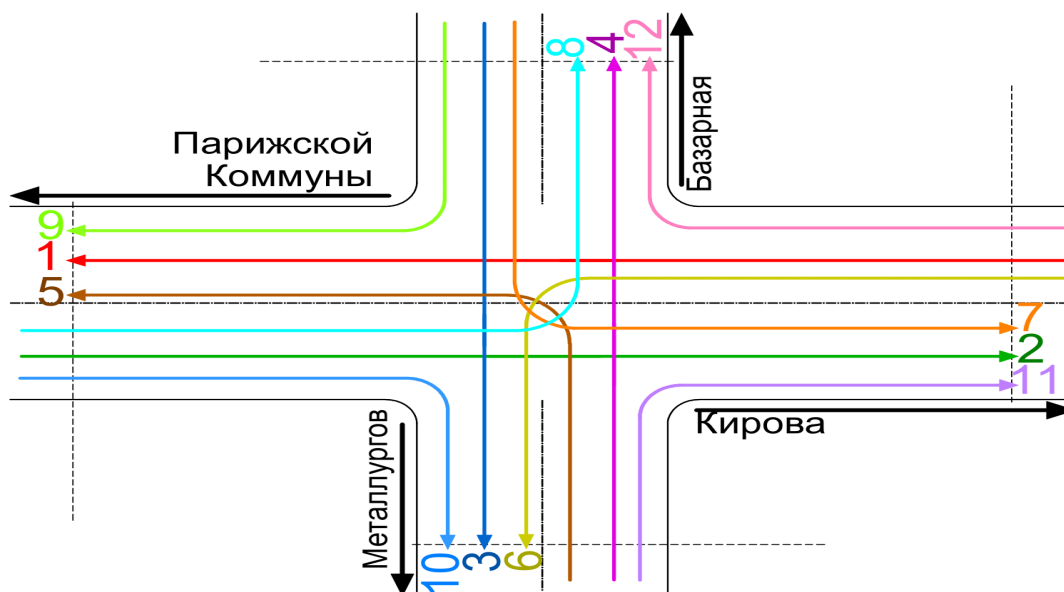 8
4
12
Базарная
Парижской
Коммуны
9
1
5
7
2
11
Кирова
Металлургов
10
3
6